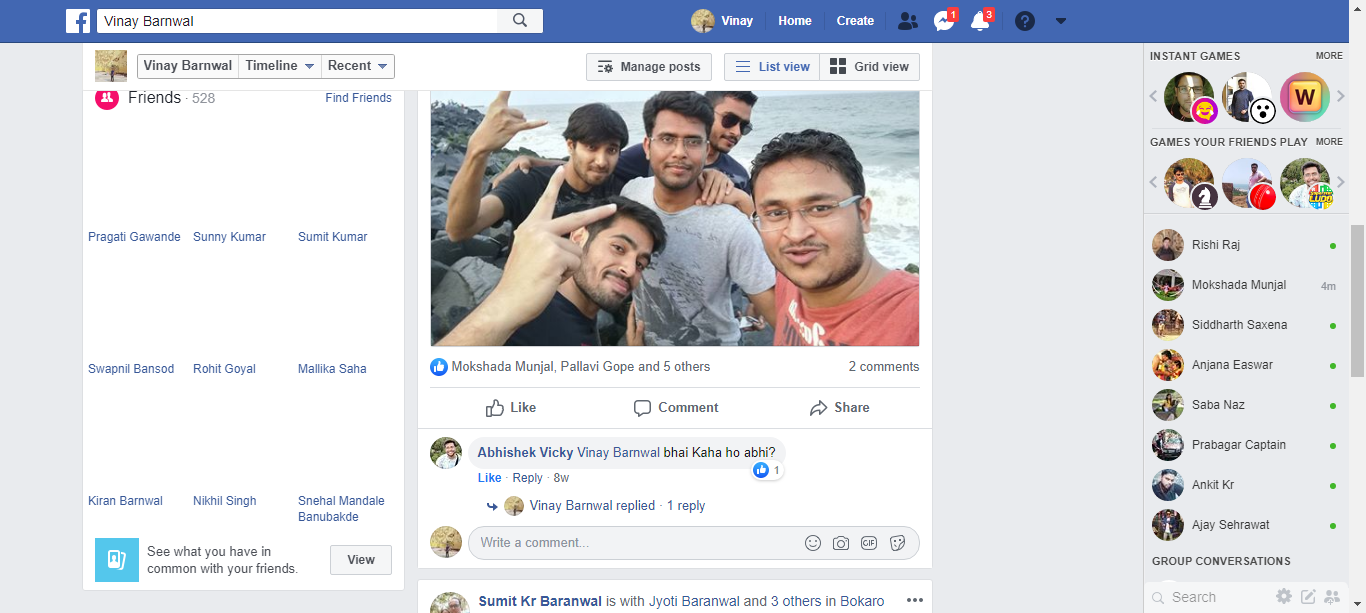 f Vinay Barnwal
Vinay Home Create 1 3
Vinay Barnwal Timeline Recent
Manage posts List view Grid view
Friends · 528 Find Friends
Pragati Gawande Sunny Kumar Sumit Kumar
Swapnil Bansod Rohit Goyal Mallika Saha
Kiran Barnwal Nikhil Singh Snehal Mandale
Banubakde
See what you have in
common with your friends.
View
Mokshada Munjal, Pallavi Gope and 5 others 2 comments
Like Comment Share
Abhishek Vicky Vinay Barnwal bhai Kaha ho abhi?
1
Like · Reply · 8w
Vinay Barnwal replied · 1 reply
Write a comment... GIF
Sumit Kr Baranwal is with Jyoti Baranwal and 3 others in Bokaro
INSTANT GAMES MORE
W
GAMES YOUR FRIENDS PLAY MORE
Rishi Raj
Mokshada Munjal 4m
Siddharth Saxena
Anjana Easwar
Saba Naz
Prabagar Captain
Ankit Kr
Ajay Sehrawat
GROUP CONVERSATIONS
Search